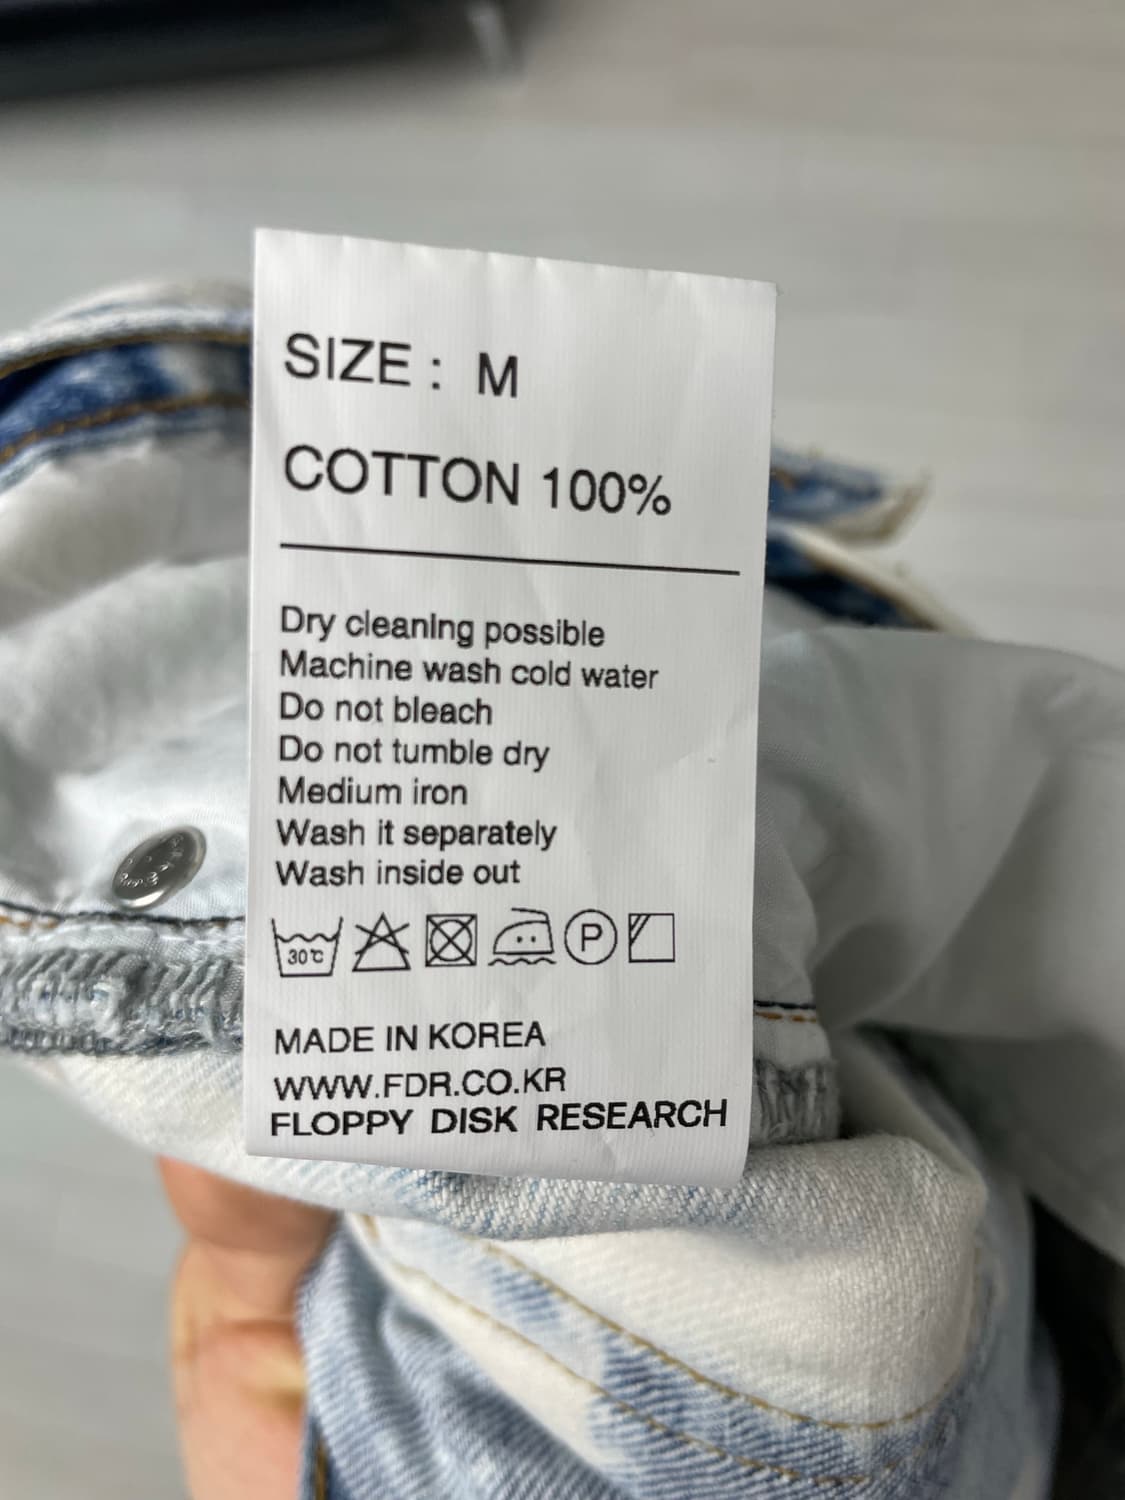 SIZE : M
COTTON 100%
Dry cleaning possible
Machine wash cold water
Do not bleach
Do not tumble dry
Medium iron
Wash it separately
Wash inside out
30℃ P
MADE IN KOREA
WWW.FDR.CO.KR
FLOPPY DISK RESEARCH